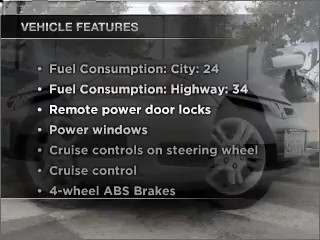 VEHICLE FEATURES
• Fuel Consumption: City: 24
• Fuel Consumption: Highway: 34
• Remote power door locks
• Power windows
• Cruise controls on steering wheel
• Cruise control
• 4-wheel ABS Brakes